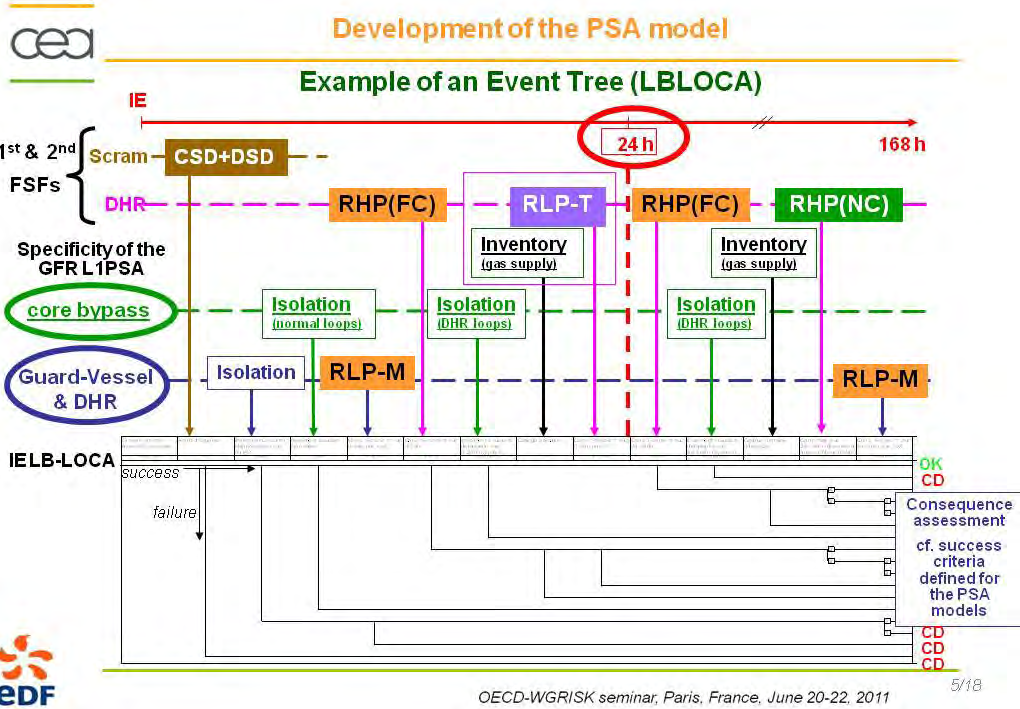 cea
Development of the PSA model
Example of an Event Tree (LBLOCA)
IE
24 h
168 h
1st & 2nd
FSFs
Scram
CSD+DSD
DHR
RHP(FC)
RLP-T
RHP(FC)
RHP(NC)
Inventory
(gas supply)
Inventory
(gas supply)
Specificity of the
GFR L1PSA
core bypass
Isolation
(normal loops)
Isolation
(DHR loops)
Isolation
(DHR loops)
Guard-Vessel
& DHR
Isolation
RLP-M
RLP-M
IELB-LOCA
success
failure
OK
CD
Consequence
assessment
cf. success
criteria
defined for
the PSA
models
CD
CD
CD
eDF
OECD-WGRISK seminar, Paris, France, June 20-22, 2011
5/18